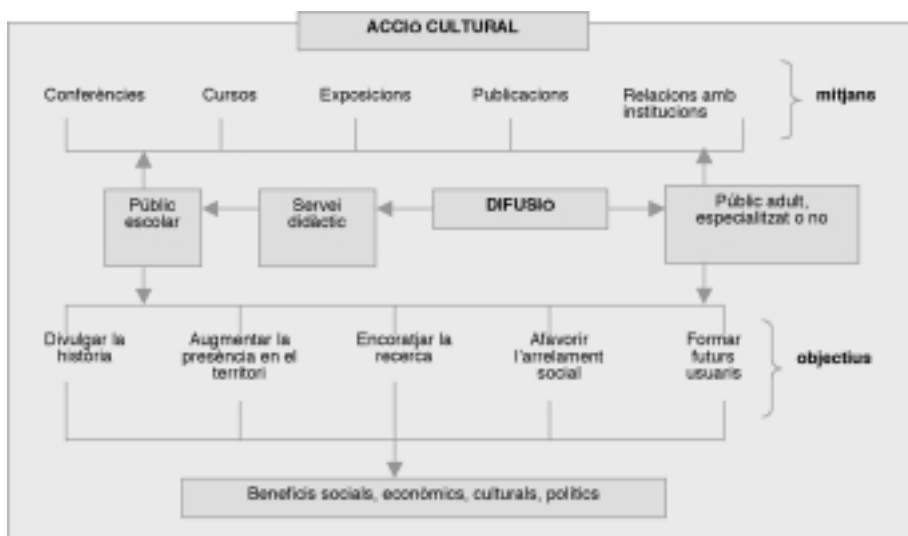 ACCIó CULTURAL
Conferències
Cursos
Exposicions
Publicacions
Relacions amb
institucions
mitjans
Públic
escolar
Servei
didàctic
DIFUSIó
Públic adult,
especialitzat o no
Divulgar la
història
Augmentar la
presència en el
territori
Encoratjar la
recerca
Afavorir
l'arrelament
social
Formar
futurs
usuaris
objectius
Beneficis socials, econòmics, culturals, polítics